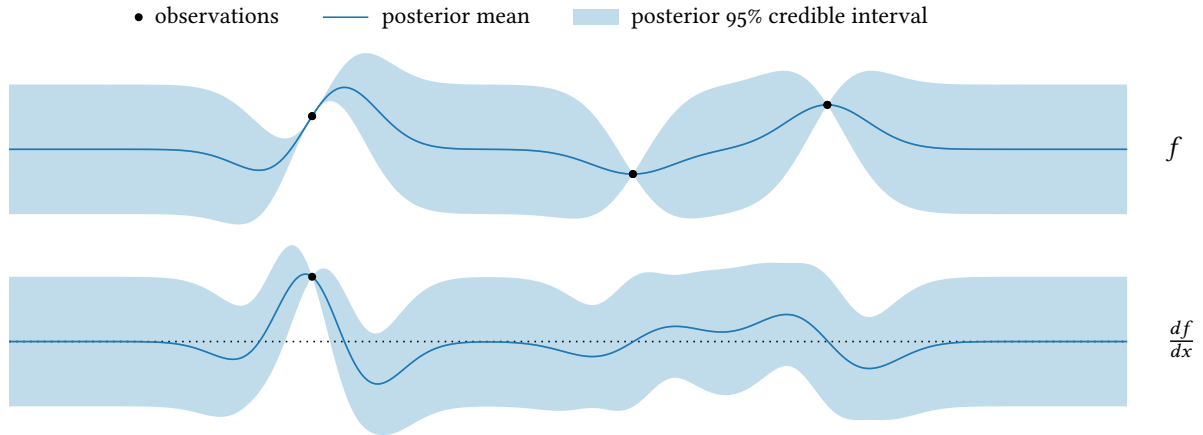 observations posterior mean posterior 95% credible interval
f
df
dx